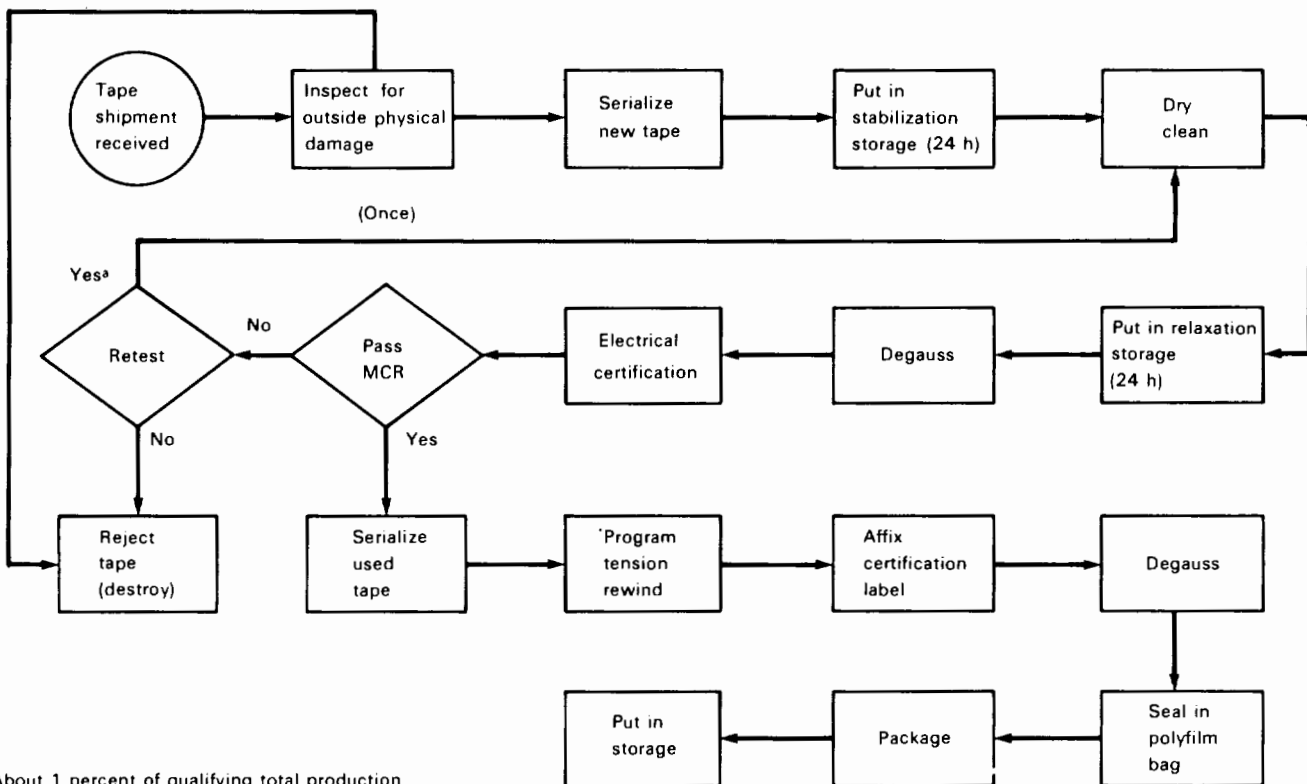 Tape
shipment
received
Inspect for
outside physical
damage
Serialize
new tape
Put in
stabilization
storage (24 h)
Dry
clean
(Once)
Yesᵃ
Retest
No
Pass
MCR
Electrical
certification
Degauss
Put in relaxation
storage
(24 h)
No
Yes
Reject
tape
(destroy)
Serialize
used
tape
Program
tension
rewind
Affix
certification
label
Degauss
Put in
storage
Package
Seal in
polyfilm
bag
About 1 percent of qualifying total production